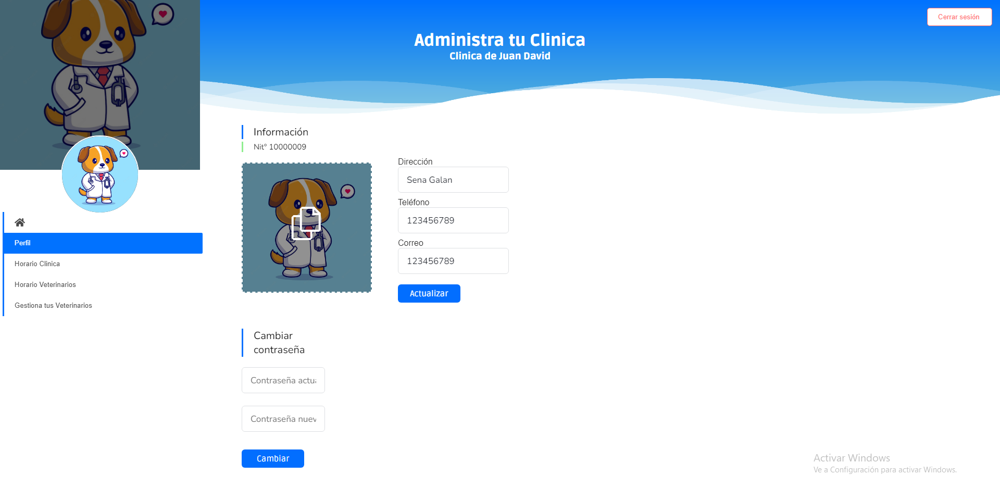 Cerrar sesión
Administra tu Clinica
Clinica de Juan David
Perfil
Horario Clinica
Horario Veterinarios
Gestiona tus Veterinarios
Información
Nit° 10000009
Dirección
Sena Galan
Teléfono
123456789
Correo
123456789
Actualizar
Cambiar
contraseña
Contraseña
Contraseña
Cambiar
Activar Windows
Ve a Configuración para activar Windows.